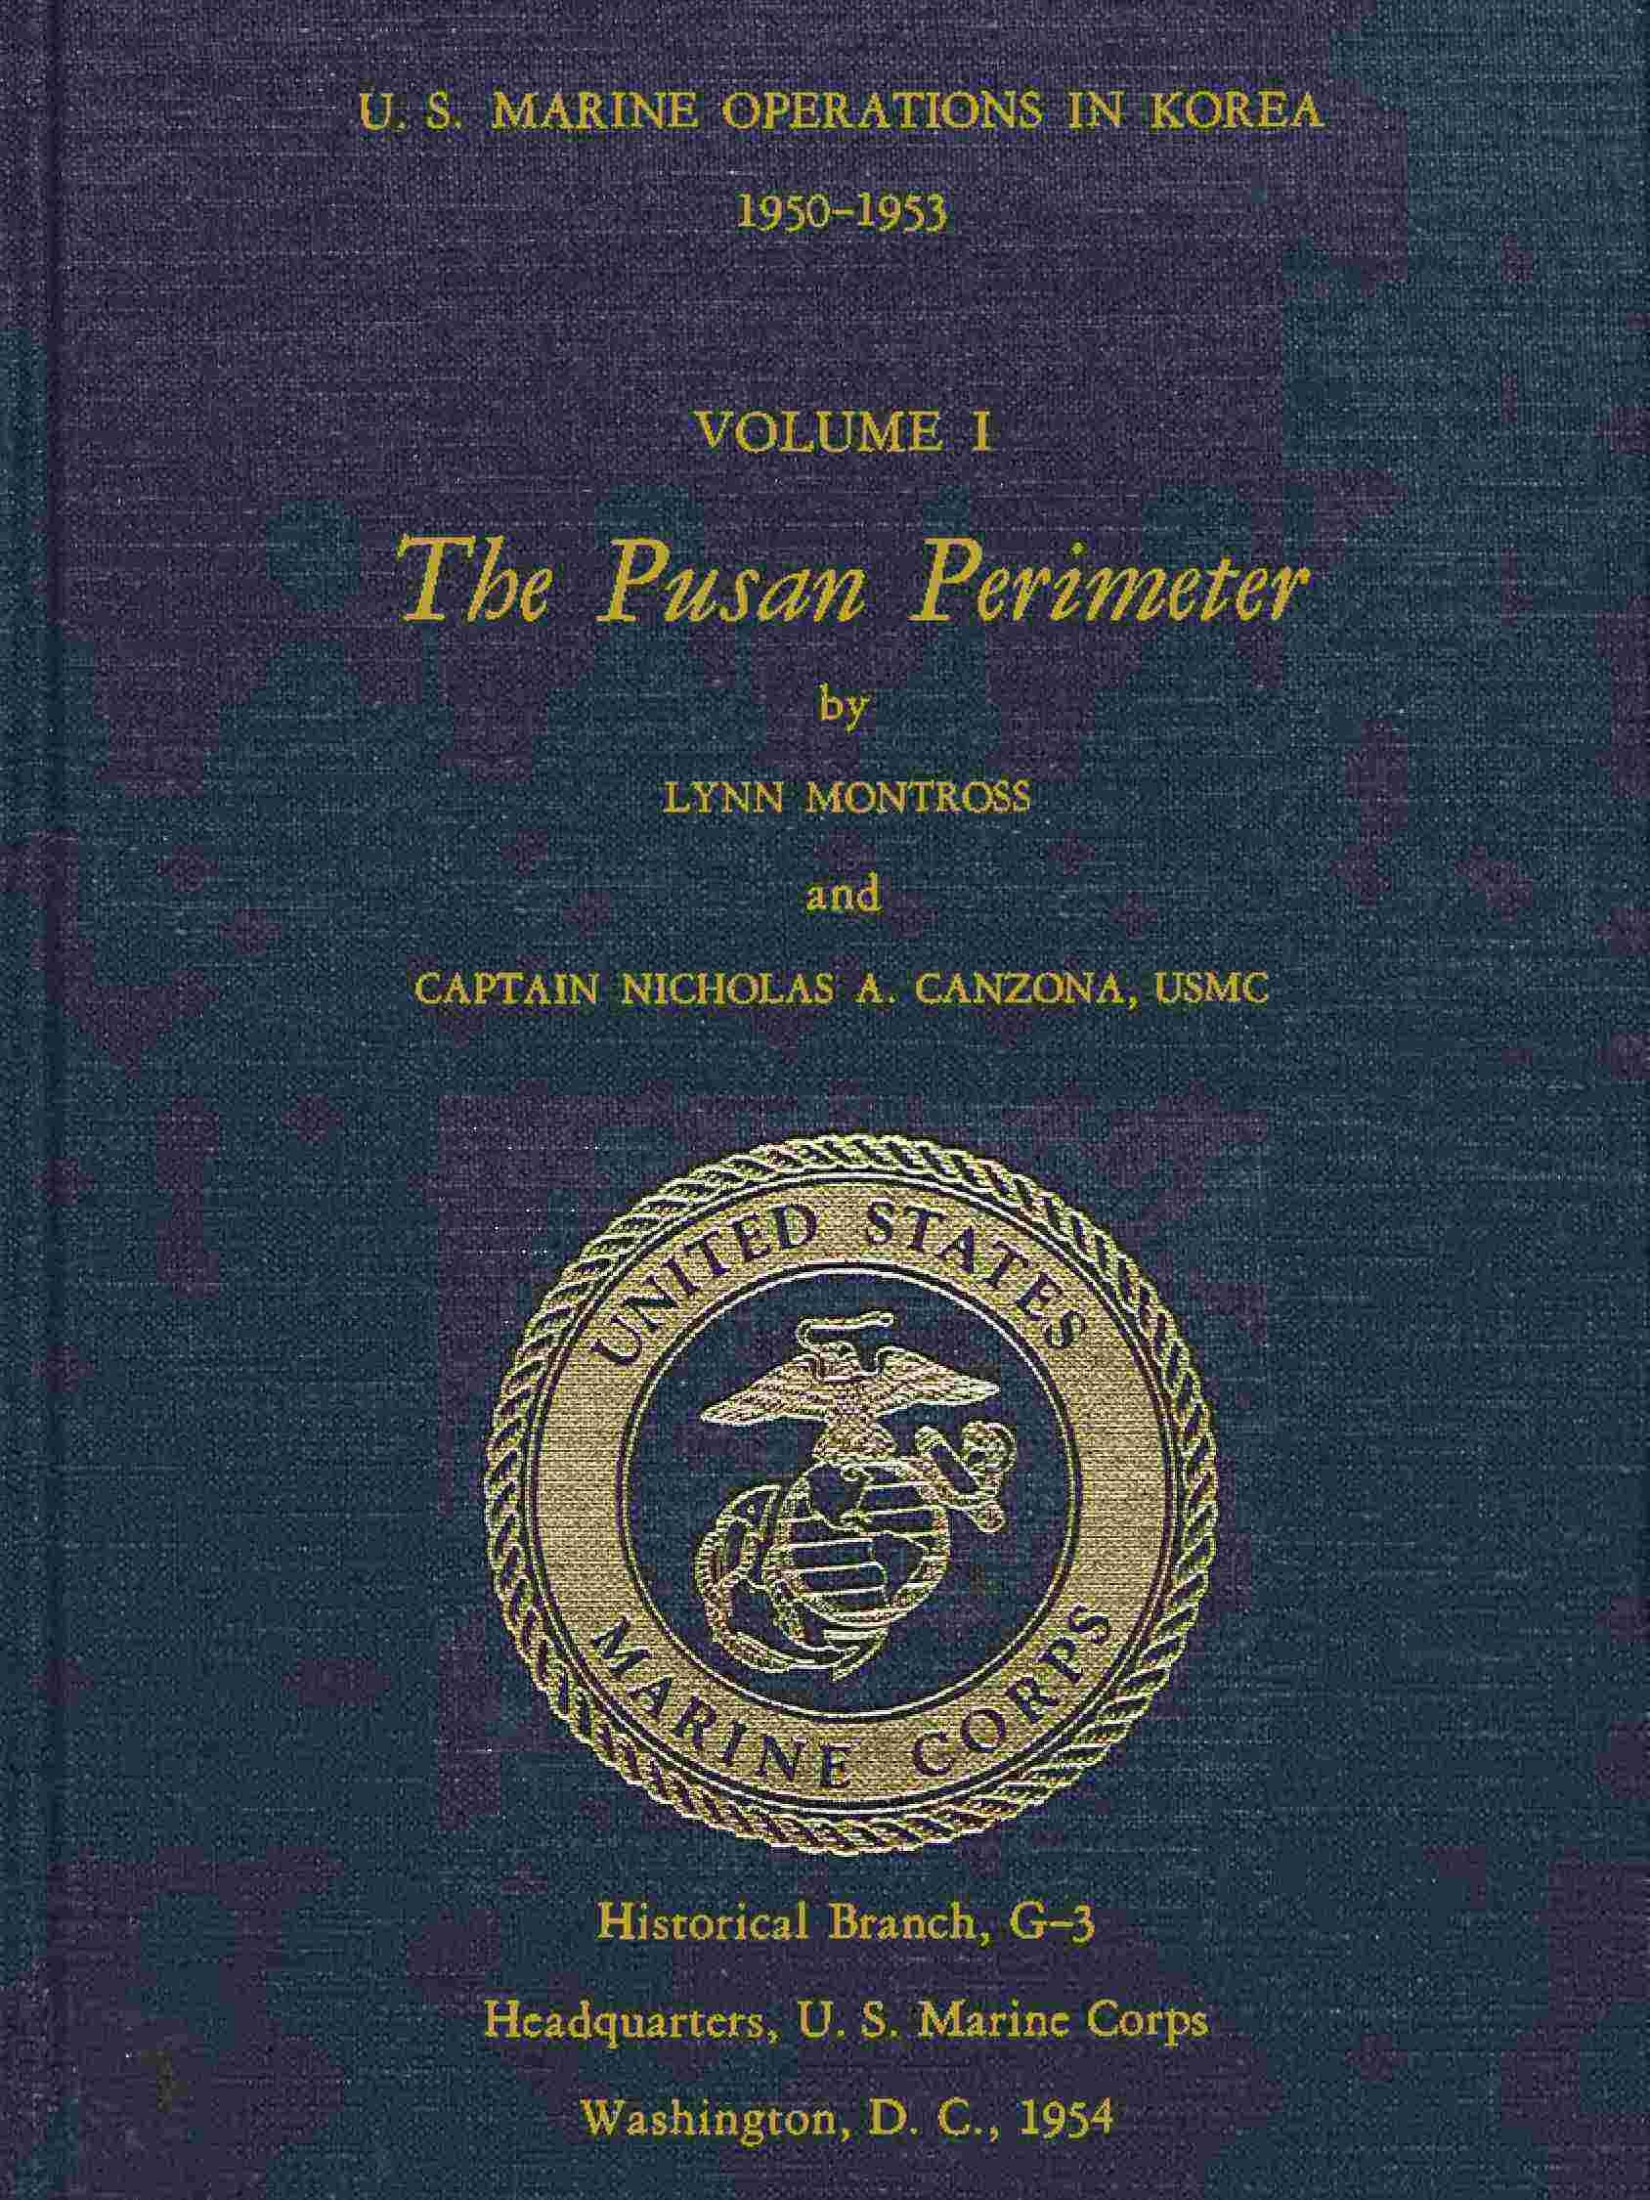 U. S. MARINE OPERATIONS IN KOREA
1950–1953
VOLUME I
The Pusan Perimeter
by
LYNN MONTROSS
and
CAPTAIN NICHOLAS A. CANZONA, USMC
UNITED STATES
MARINE CORPS
Historical Branch, G–3
Headquarters, U. S. Marine Corps
Washington, D. C., 1954